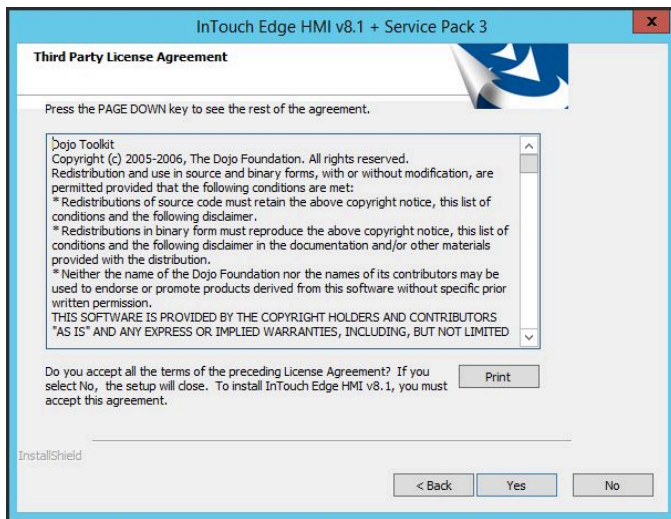 InTouch Edge HMI v8.1 + Service Pack 3
x
Third Party License Agreement
Press the PAGE DOWN key to see the rest of the agreement.
Dojo Toolkit
Copyright (c) 2005-2006, The Dojo Foundation. All rights reserved.
Redistribution and use in source and binary forms, with or without modification, are
permitted provided that the following conditions are met:
* Redistributions of source code must retain the above copyright notice, this list of
conditions and the following disclaimer.
* Redistributions in binary form must reproduce the above copyright notice, this list of
conditions and the following disclaimer in the documentation and/or other materials
provided with the distribution.
* Neither the name of the Dojo Foundation nor the names of its contributors may be
used to endorse or promote products derived from this software without specific prior
written permission.
THIS SOFTWARE IS PROVIDED BY THE COPYRIGHT HOLDERS AND CONTRIBUTORS
"AS IS" AND ANY EXPRESS OR IMPLIED WARRANTIES, INCLUDING, BUT NOT LIMITED
Do you accept all the terms of the preceding License Agreement? If you
select No, the setup will close. To install InTouch Edge HMI v8.1, you must
accept this agreement.
Print
InstallShield
< Back
Yes
No